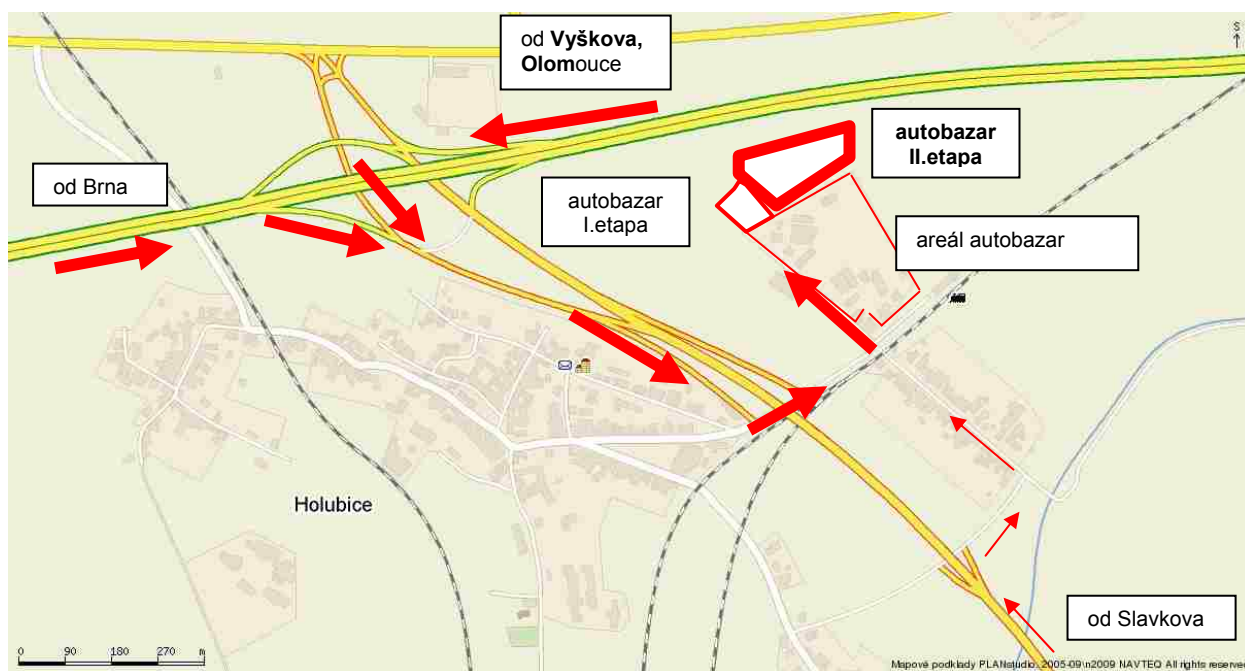 od Vyškova,
Olomouce
S
autobazar
II.etapa
od Brna
autobazar
I.etapa
areál autobazar
Holubice
od Slavkova
0 90 180 270 m
Mapové podklady PLANstudio, 2005-09\n2009 NAVTEQ All rights reserve